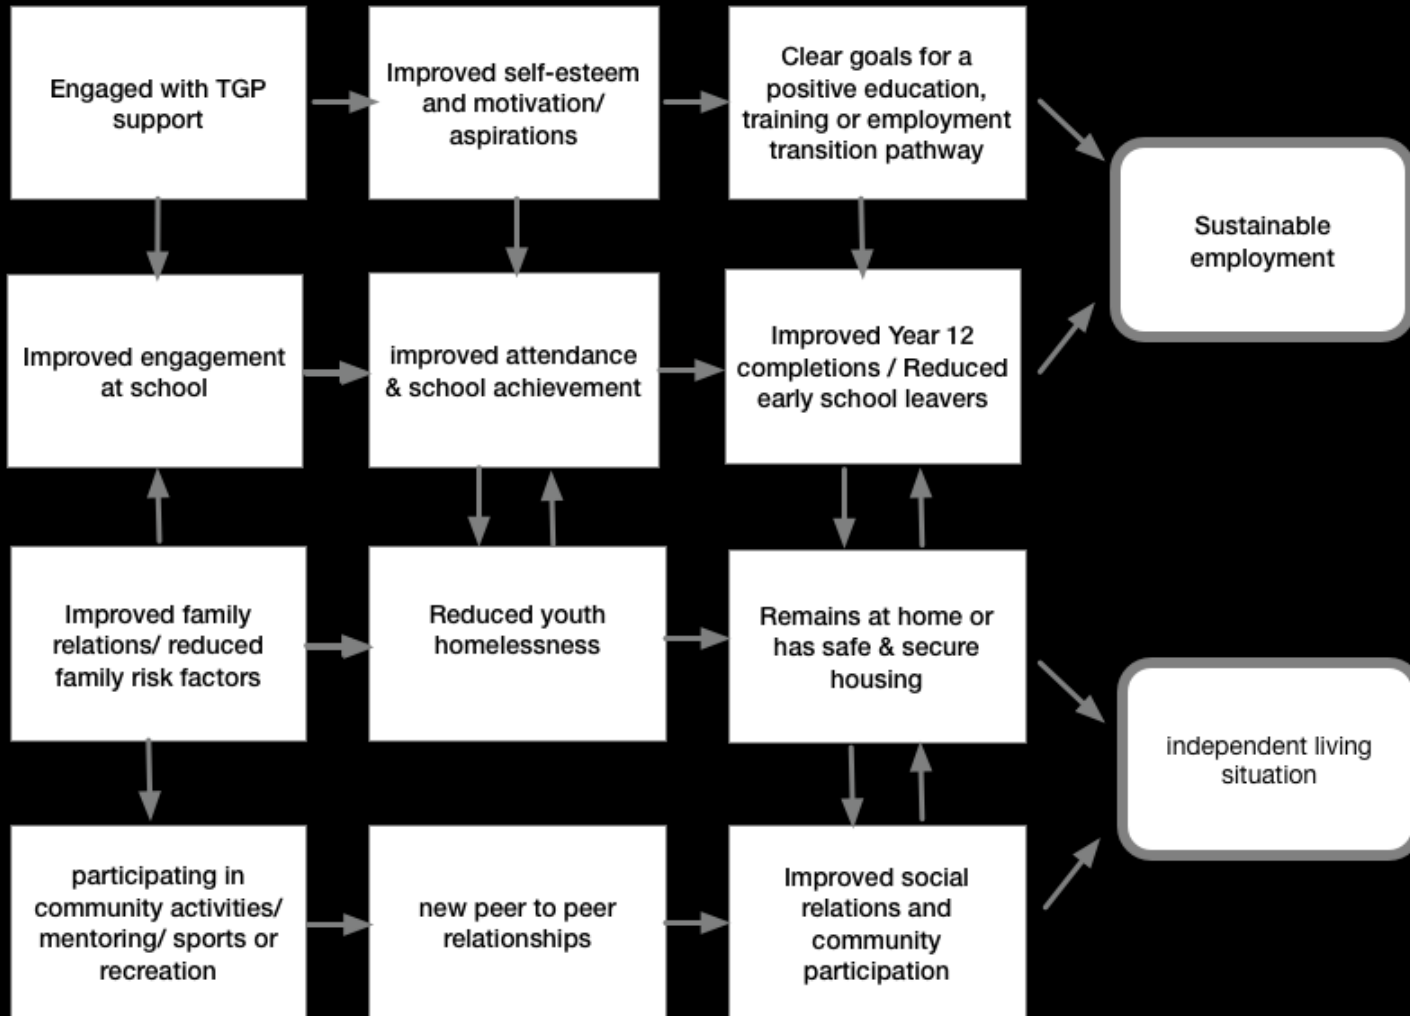 Engaged with TGP
support
Improved self-esteem
and motivation/
aspirations
Clear goals for a
positive education,
training or employment
transition pathway
Sustainable
employment
Improved engagement
at school
improved attendance
& school achievement
Improved Year 12
completions / Reduced
early school leavers
Improved family
relations/ reduced
family risk factors
Reduced youth
homelessness
Remains at home or
has safe & secure
housing
independent living
situation
participating in
community activities/
mentoring/ sports or
recreation
new peer to peer
relationships
Improved social
relations and
community
participation